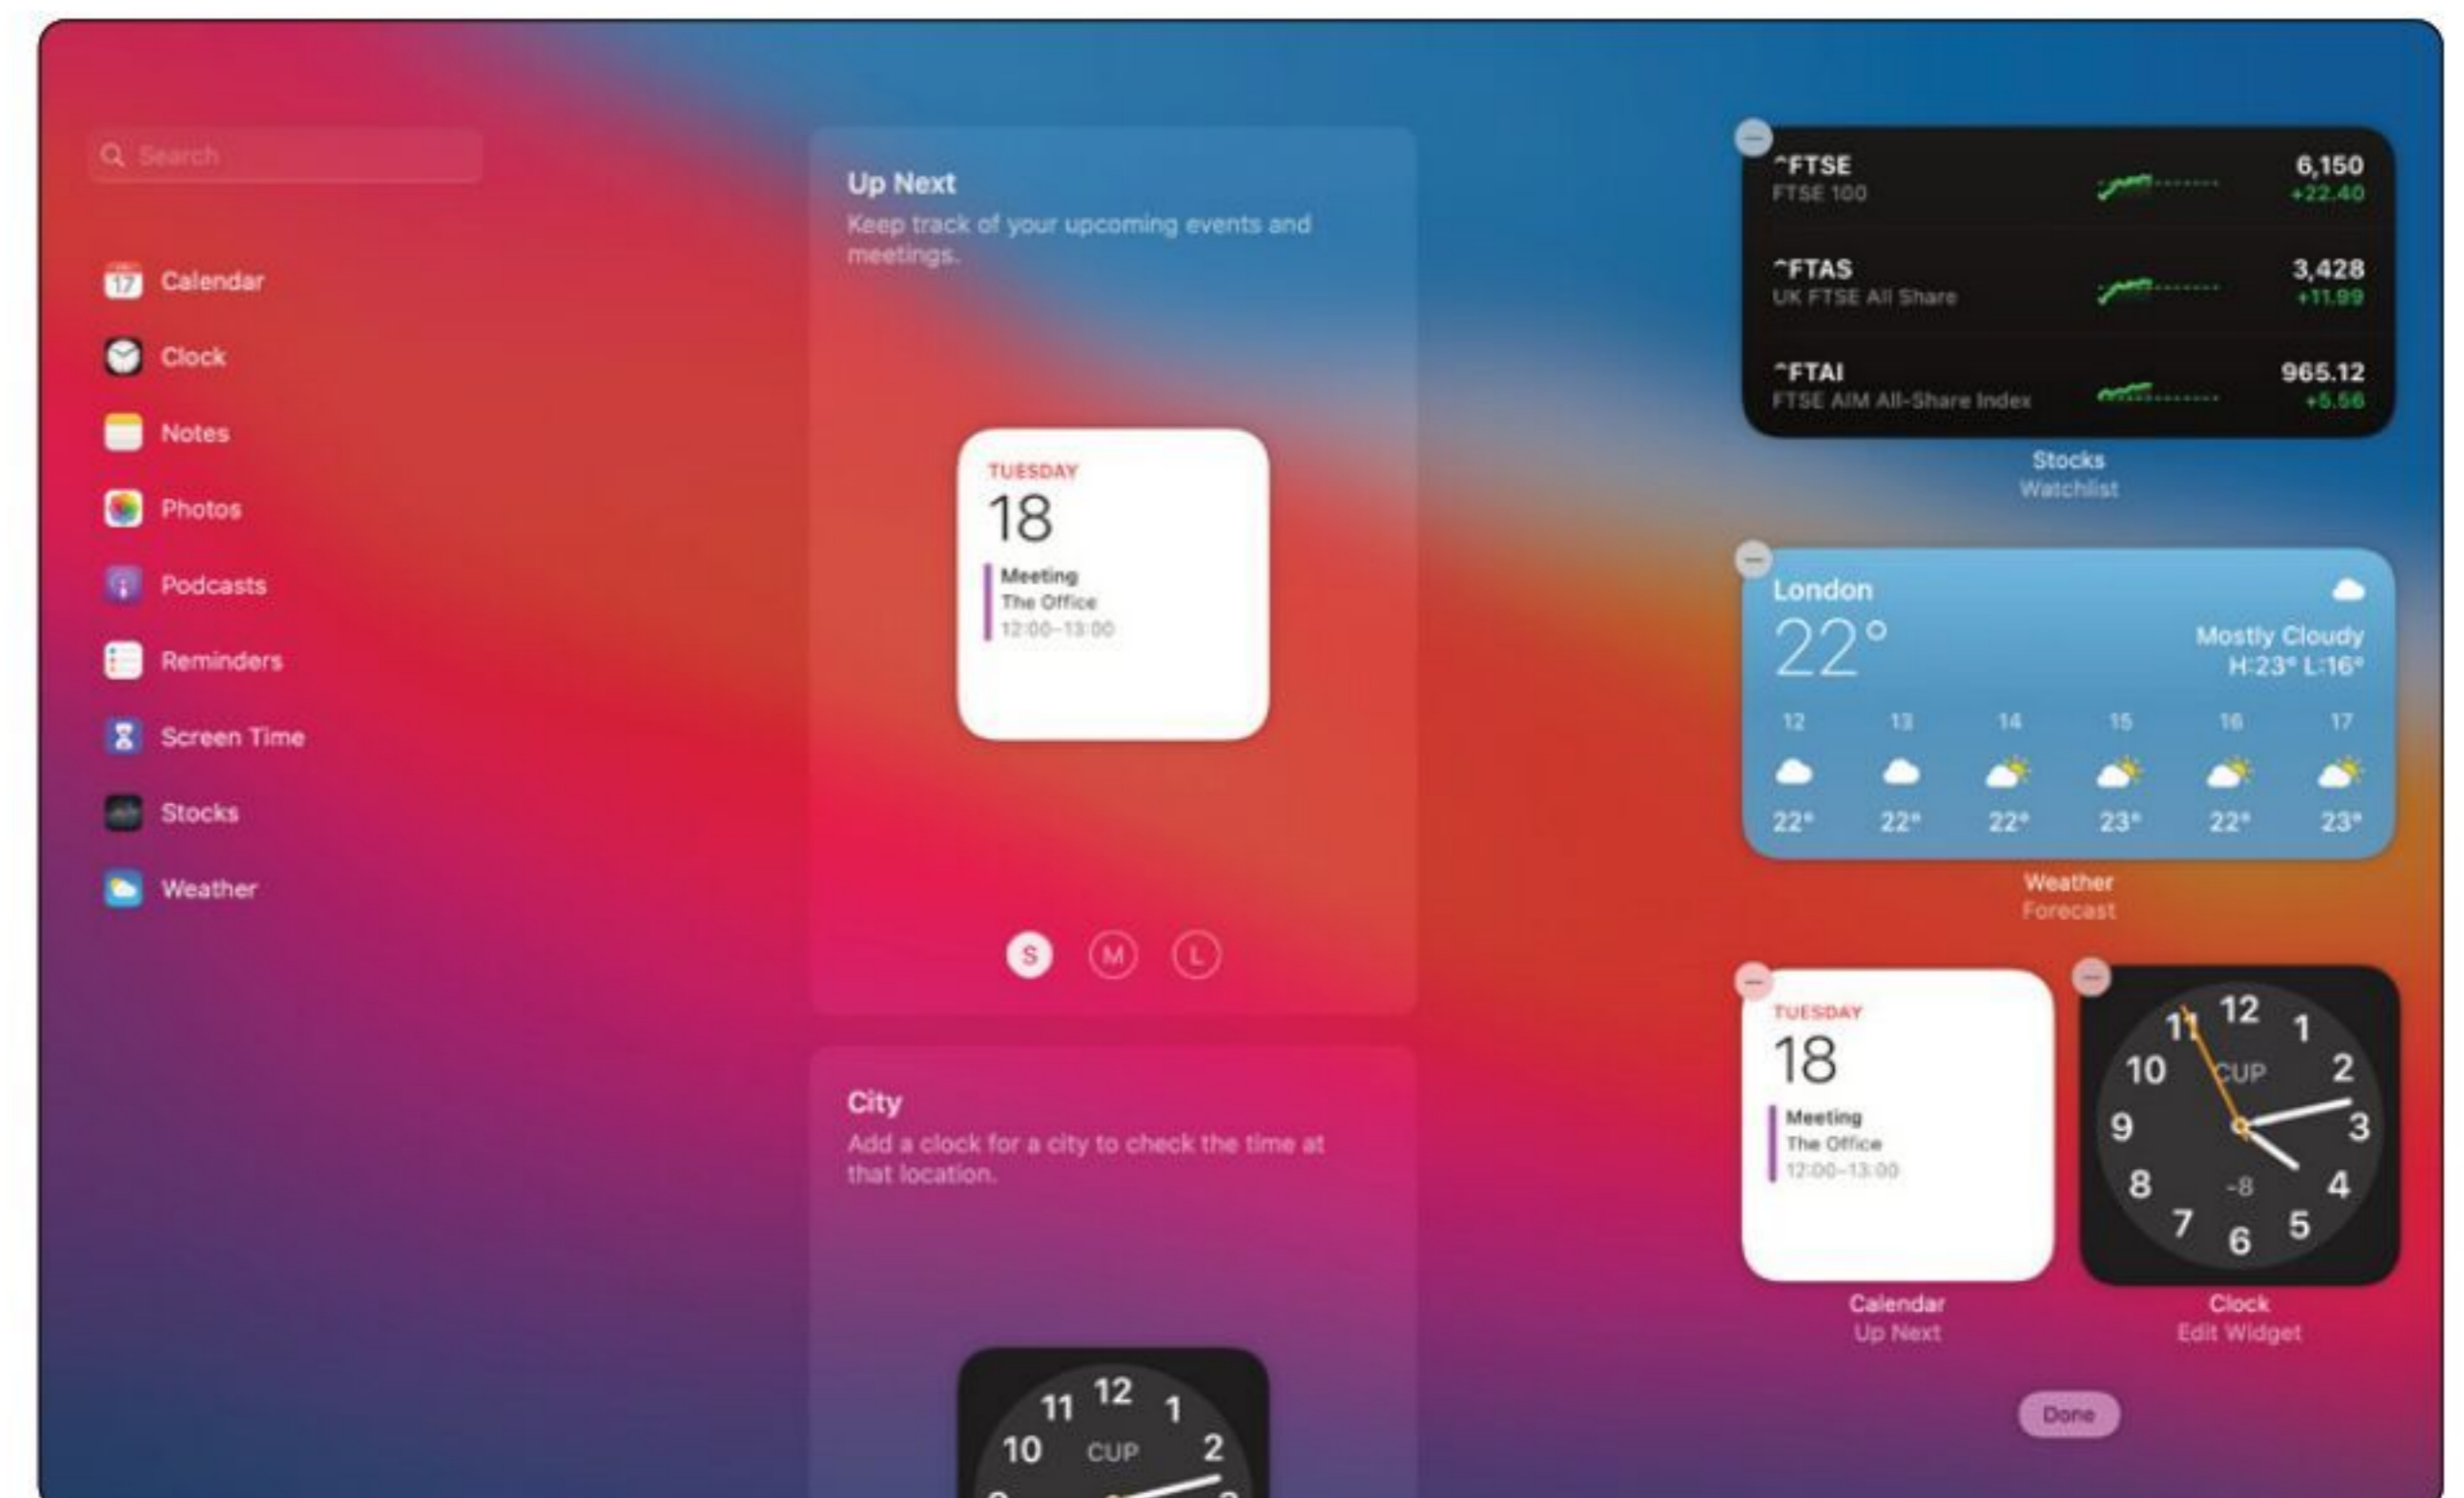 Search
17
Calendar
Clock
Notes
Photos
Podcasts
Reminders
Screen Time
Stocks
Weather
Up Next
Keep track of your upcoming events and
meetings.
TUESDAY
18
Meeting
The Office
12:00–13:00
S M L
City
Add a clock for a city to check the time at
that location.
12
11 1
10 CUP 2
^FTSE 6,150
FTSE 100 +22.40
^FTAS 3,428
UK FTSE All Share +11.99
^FTAI 965.12
FTSE AIM All-Share Index +5.56
Stocks
Watchlist
London
22°
Mostly Cloudy
H:23° L:16°
12 13 14 15 16 17
22° 22° 22° 23° 22° 23°
Weather
Forecast
TUESDAY
18
Meeting
The Office
12:00–13:00
Calendar
Up Next
12
11 1
10 CUP 2
9 3
8 -8 4
7 5
6
Clock
Edit Widget
Done